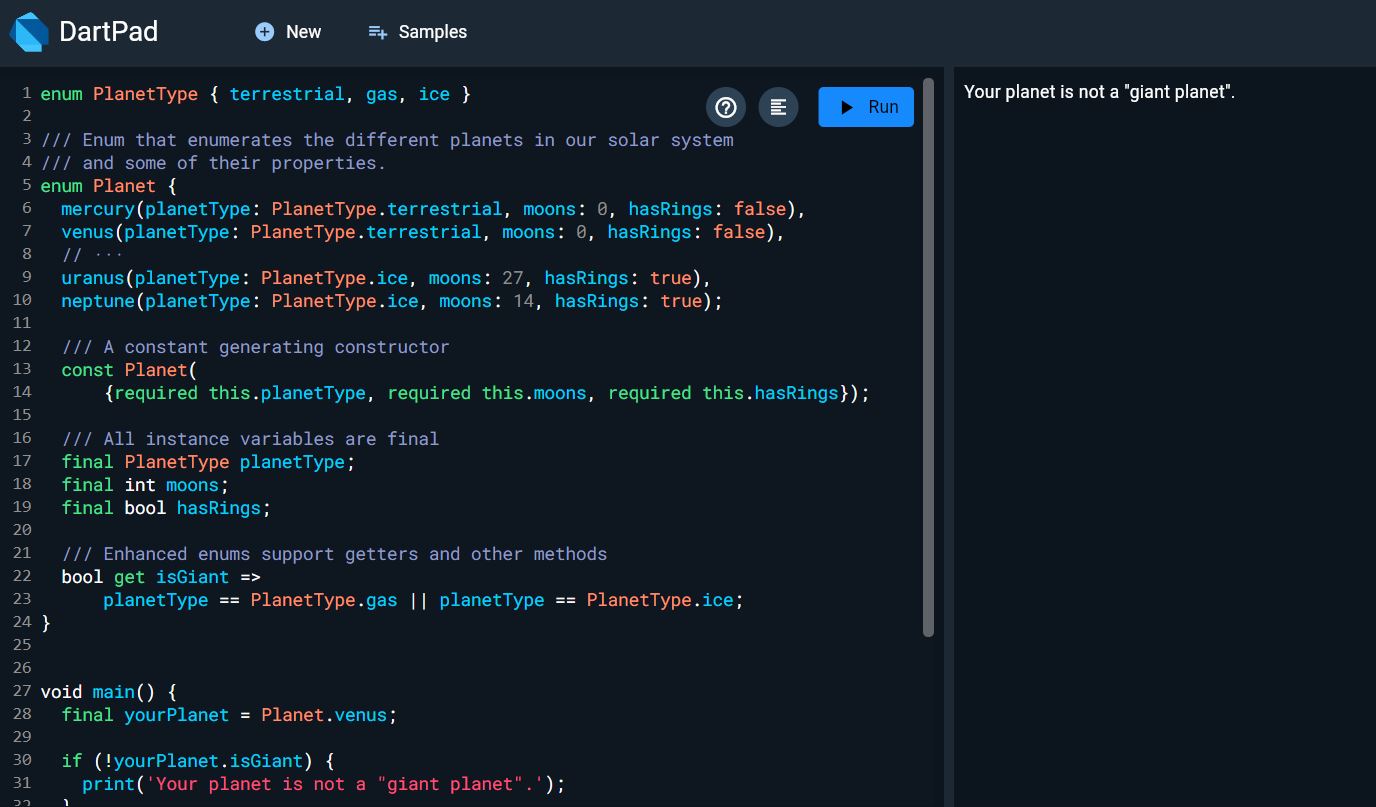 DartPad
New
Samples
1 enum PlanetType { terrestrial, gas, ice }
2
3 /// Enum that enumerates the different planets in our solar system
4 /// and some of their properties.
5 enum Planet {
6   mercury(planetType: PlanetType.terrestrial, moons: 0, hasRings: false),
7   venus(planetType: PlanetType.terrestrial, moons: 0, hasRings: false),
8   // ···
9   uranus(planetType: PlanetType.ice, moons: 27, hasRings: true),
10   neptune(planetType: PlanetType.ice, moons: 14, hasRings: true);
11
12   /// A constant generating constructor
13   const Planet(
14       {required this.planetType, required this.moons, required this.hasRings});
15
16   /// All instance variables are final
17   final PlanetType planetType;
18   final int moons;
19   final bool hasRings;
20
21   /// Enhanced enums support getters and other methods
22   bool get isGiant =>
23       planetType == PlanetType.gas || planetType == PlanetType.ice;
24 }
25
26
27 void main() {
28   final yourPlanet = Planet.venus;
29
30   if (!yourPlanet.isGiant) {
31     print('Your planet is not a "giant planet".');
32   }
Run
Your planet is not a "giant planet".